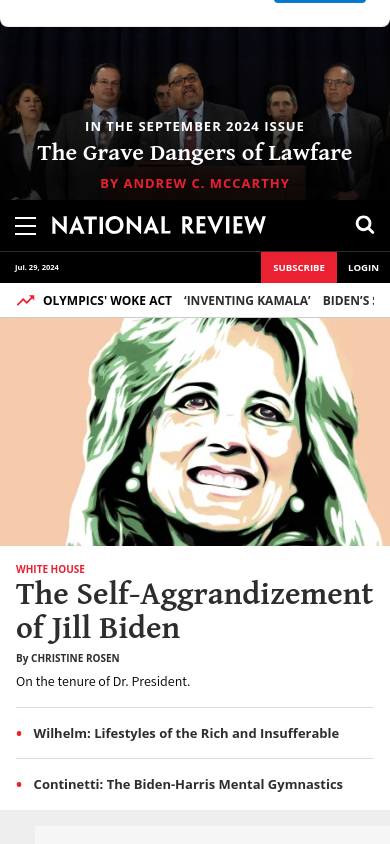 IN THE SEPTEMBER 2024 ISSUE
The Grave Dangers of Lawfare
BY ANDREW C. MCCARTHY
NATIONAL REVIEW
Jul. 29, 2024
SUBSCRIBE
LOGIN
OLYMPICS' WOKE ACT ‘INVENTING KAMALA’ BIDEN’S
WHITE HOUSE
The Self-Aggrandizement
of Jill Biden
By CHRISTINE ROSEN
On the tenure of Dr. President.
• Wilhelm: Lifestyles of the Rich and Insufferable
• Continetti: The Biden-Harris Mental Gymnastics